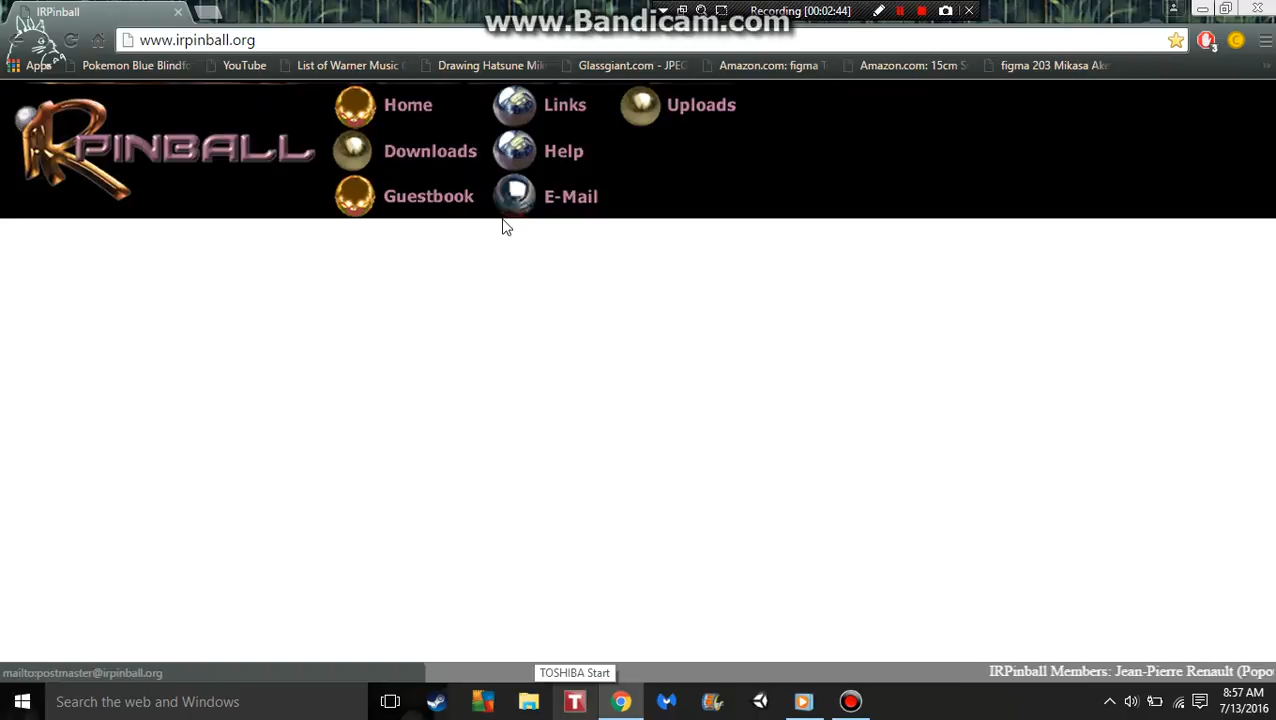 IRPinball
www.Bandicam.com
Recording [00:02:44]
www.irpinball.org
3
Apps
Pokemon Blue Blindfo
YouTube
List of Warner Music
Drawing Hatsune Mik
Glassgiant.com - JPEG
Amazon.com: figma
Amazon.com: 15cm S
figma 203 Mikasa Ake
IRPINBALL
Home
Links
Uploads
Downloads
Help
Guestbook
E-Mail
mailto:postmaster@irpinball.org
TOSHIBA Start
IRPinball Members: Jean-Pierre Renault (Popo
Search the web and Windows
8:57 AM
7/13/2016